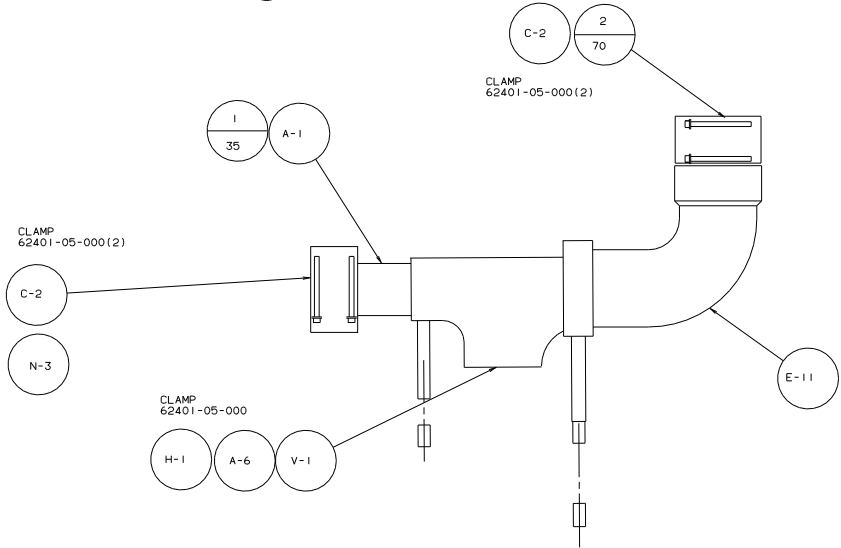 C-2
2
70
CLAMP
62401-05-000(2)
1
35
A-1
CLAMP
62401-05-000(2)
C-2
N-3
E-11
CLAMP
62401-05-000
H-1
A-6
V-1